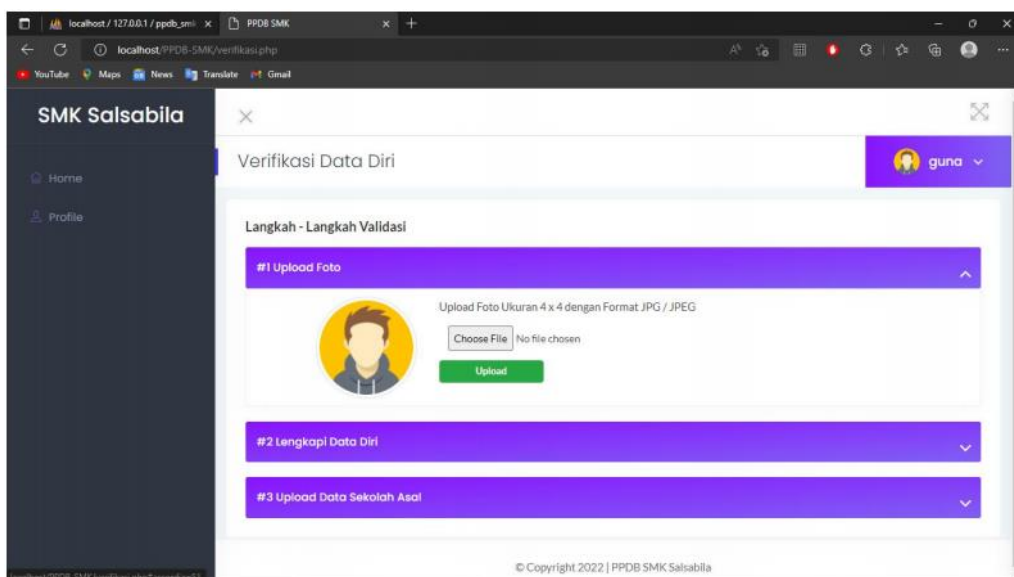 localhost / 127.0.0.1 / ppdb_smk
PPDB SMK
localhost/PPDB-SMK/verifikasi.php
YouTube
Maps
News
Translate
Gmail
SMK Salsabila
Home
Profile
Verifikasi Data Diri
guna
Langkah - Langkah Validasi
#1 Upload Foto
Upload Foto Ukuran 4 x 4 dengan Format JPG / JPEG
Choose File No file chosen
Upload
#2 Lengkapi Data Diri
#3 Upload Data Sekolah Asal
© Copyright 2022 | PPDB SMK Salsabila